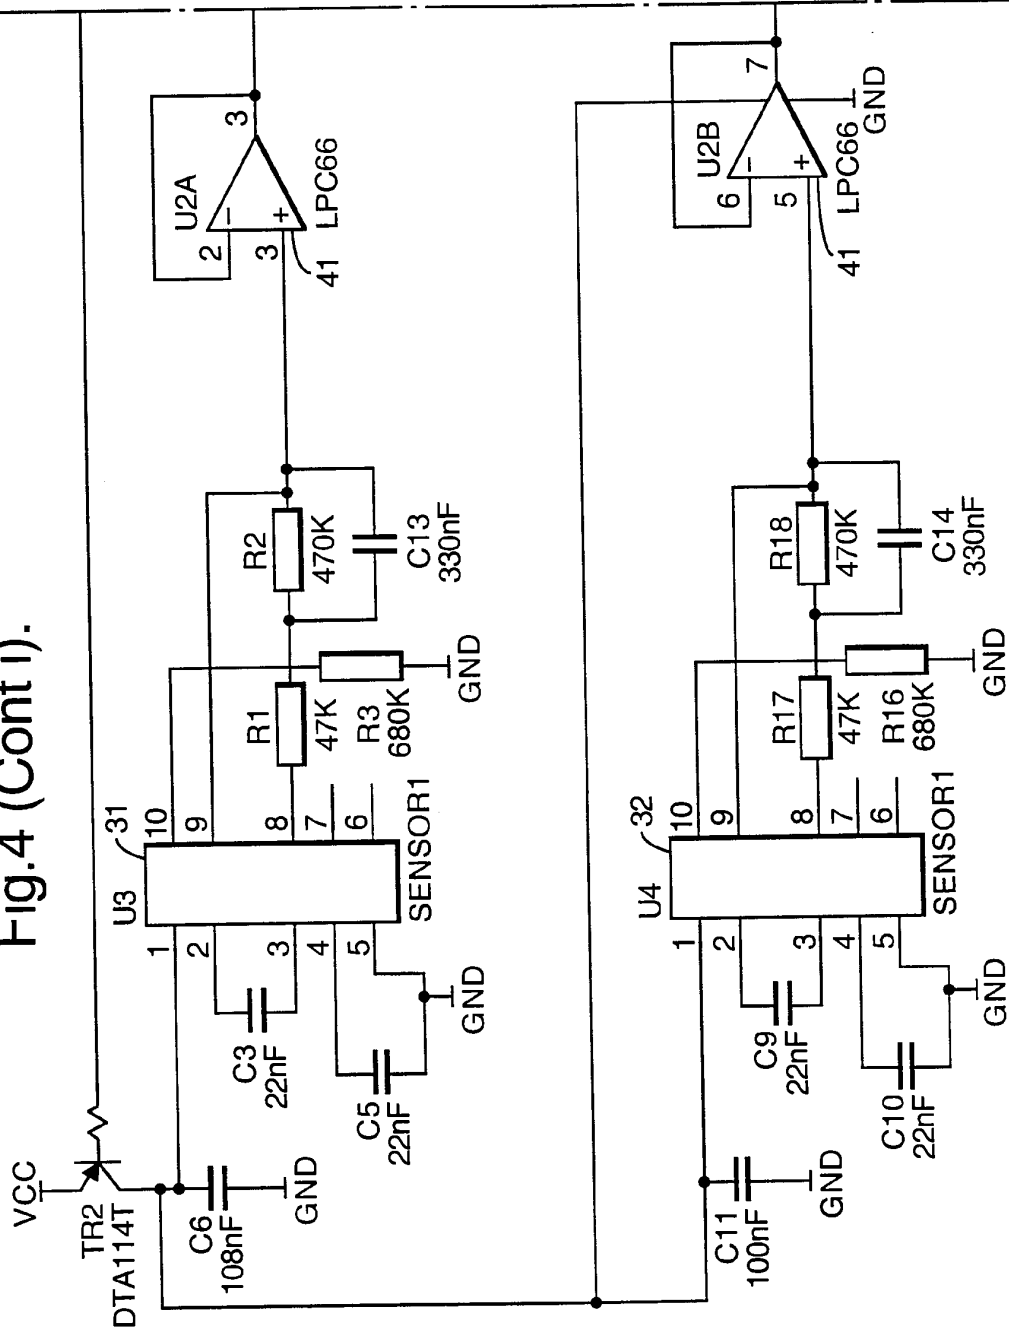 Fig.4 (Cont I).
VCC
TR2
DTA114T
C6
108nF
GND
U3
31
1
2
3
4
5
10
9
8
7
6
SENSOR1
C3
22nF
C5
22nF
GND
R1
47K
R3
680K
GND
R2
470K
C13
330nF
U2A
2
3
3
LPC66
41
C11
100nF
GND
U4
32
1
2
3
4
5
10
9
8
7
6
SENSOR1
C9
22nF
C10
22nF
GND
R17
47K
R16
680K
GND
R18
470K
C14
330nF
U2B
6
5
7
LPC66
41
GND
−
+
−
+